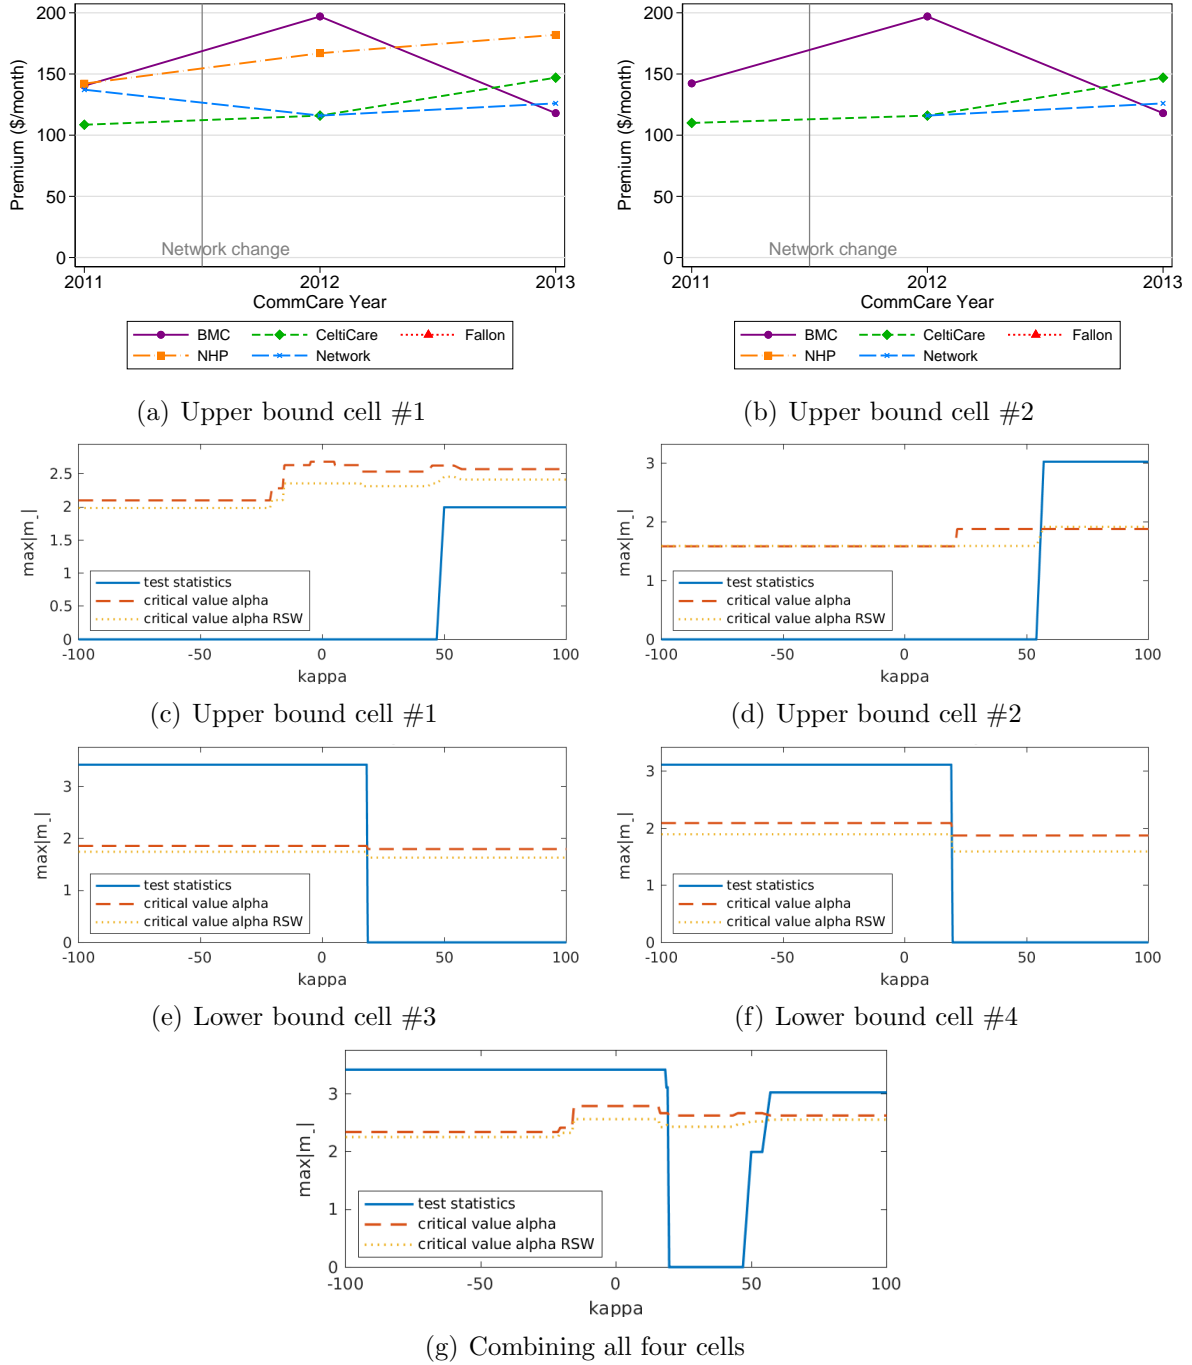 200
150
100
50
0
Premium ($/month)
Network change
2011 2012 2013
CommCare Year
BMC CeltiCare Fallon
NHP Network
(a) Upper bound cell #1
200
150
100
50
0
Premium ($/month)
Network change
2011 2012 2013
CommCare Year
BMC CeltiCare Fallon
NHP Network
(b) Upper bound cell #2
2.5
2
1.5
1
0.5
0
max|m_|
test statistics
critical value alpha
critical value alpha RSW
-100 -50 0 50 100
kappa
(c) Upper bound cell #1
3
2
1
0
max|m_|
test statistics
critical value alpha
critical value alpha RSW
-100 -50 0 50 100
kappa
(d) Upper bound cell #2
3
2
1
0
max|m_|
test statistics
critical value alpha
critical value alpha RSW
-100 -50 0 50 100
kappa
(e) Lower bound cell #3
3
2
1
0
max|m_|
test statistics
critical value alpha
critical value alpha RSW
-100 -50 0 50 100
kappa
(f) Lower bound cell #4
3
2
1
0
max|m_|
test statistics
critical value alpha
critical value alpha RSW
-100 -50 0 50 100
kappa
(g) Combining all four cells